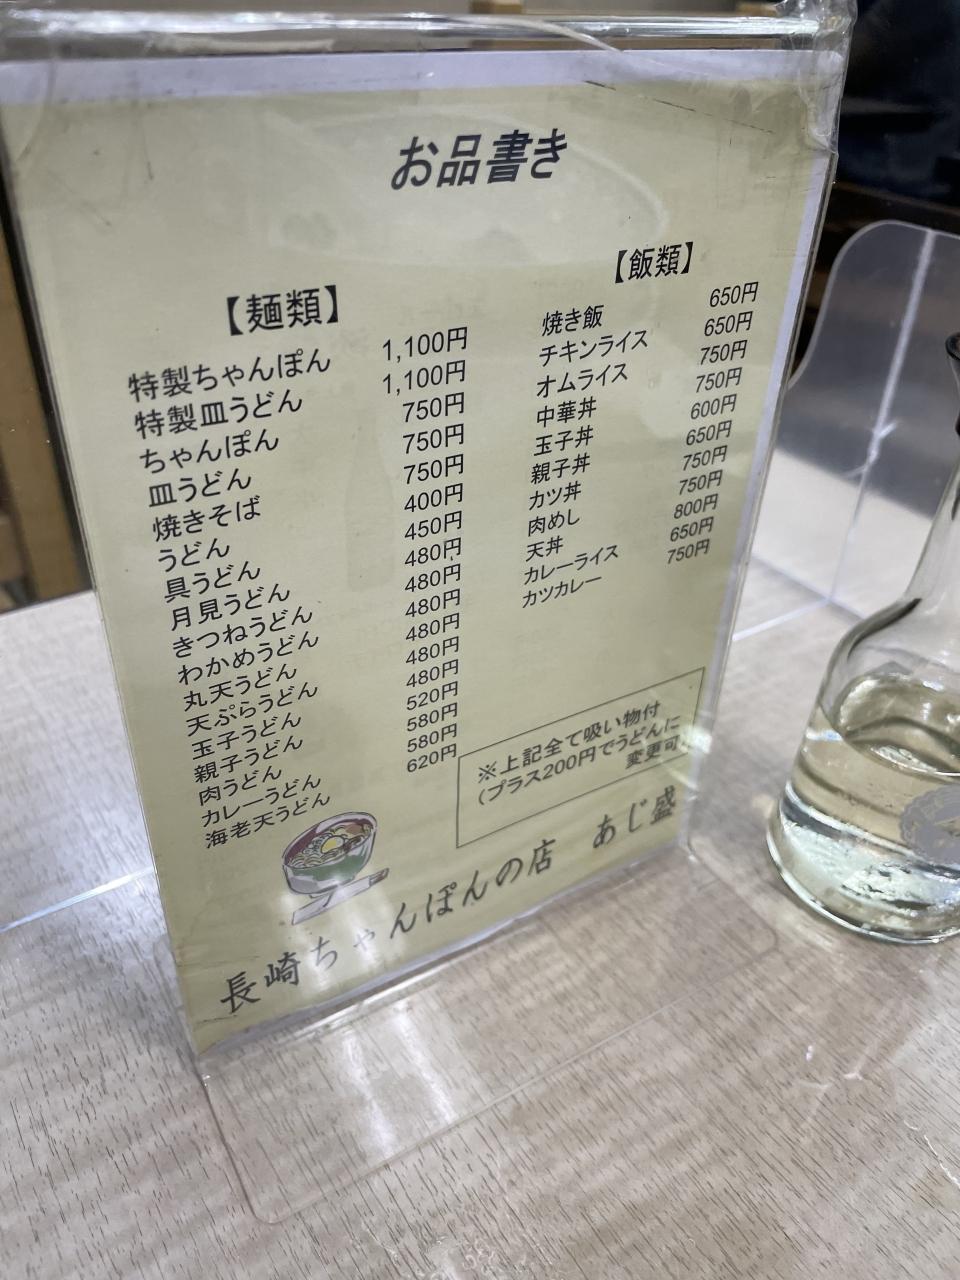 お品書き
【麺類】
特製ちゃんぽん 1,100円
特製皿うどん 1,100円
ちゃんぽん 750円
皿うどん 750円
焼きそば 750円
うどん 400円
具うどん 450円
月見うどん 480円
きつねうどん 480円
わかめうどん 480円
丸天うどん 480円
天ぷらうどん 480円
玉子うどん 480円
親子うどん 520円
肉うどん 580円
カレーうどん 580円
海老天うどん 620円
【飯類】
焼き飯 650円
チキンライス 650円
オムライス 750円
中華丼 750円
玉子丼 600円
親子丼 650円
カツ丼 750円
肉めし 750円
天丼 800円
カレーライス 650円
カツカレー 750円
※上記全て吸い物付
(プラス200円でうどんに
変更可)
長崎ちゃんぽんの店 あじ盛